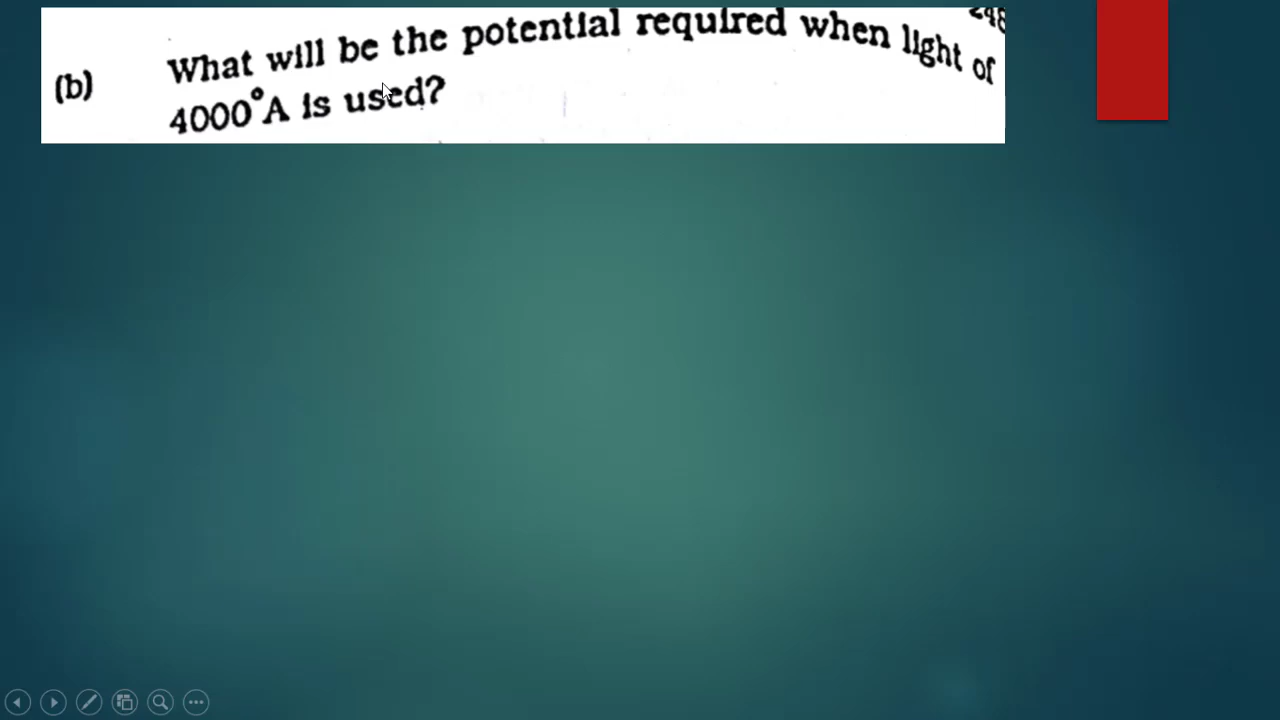 (b) What will be the potential required when light of
4000°A is used?